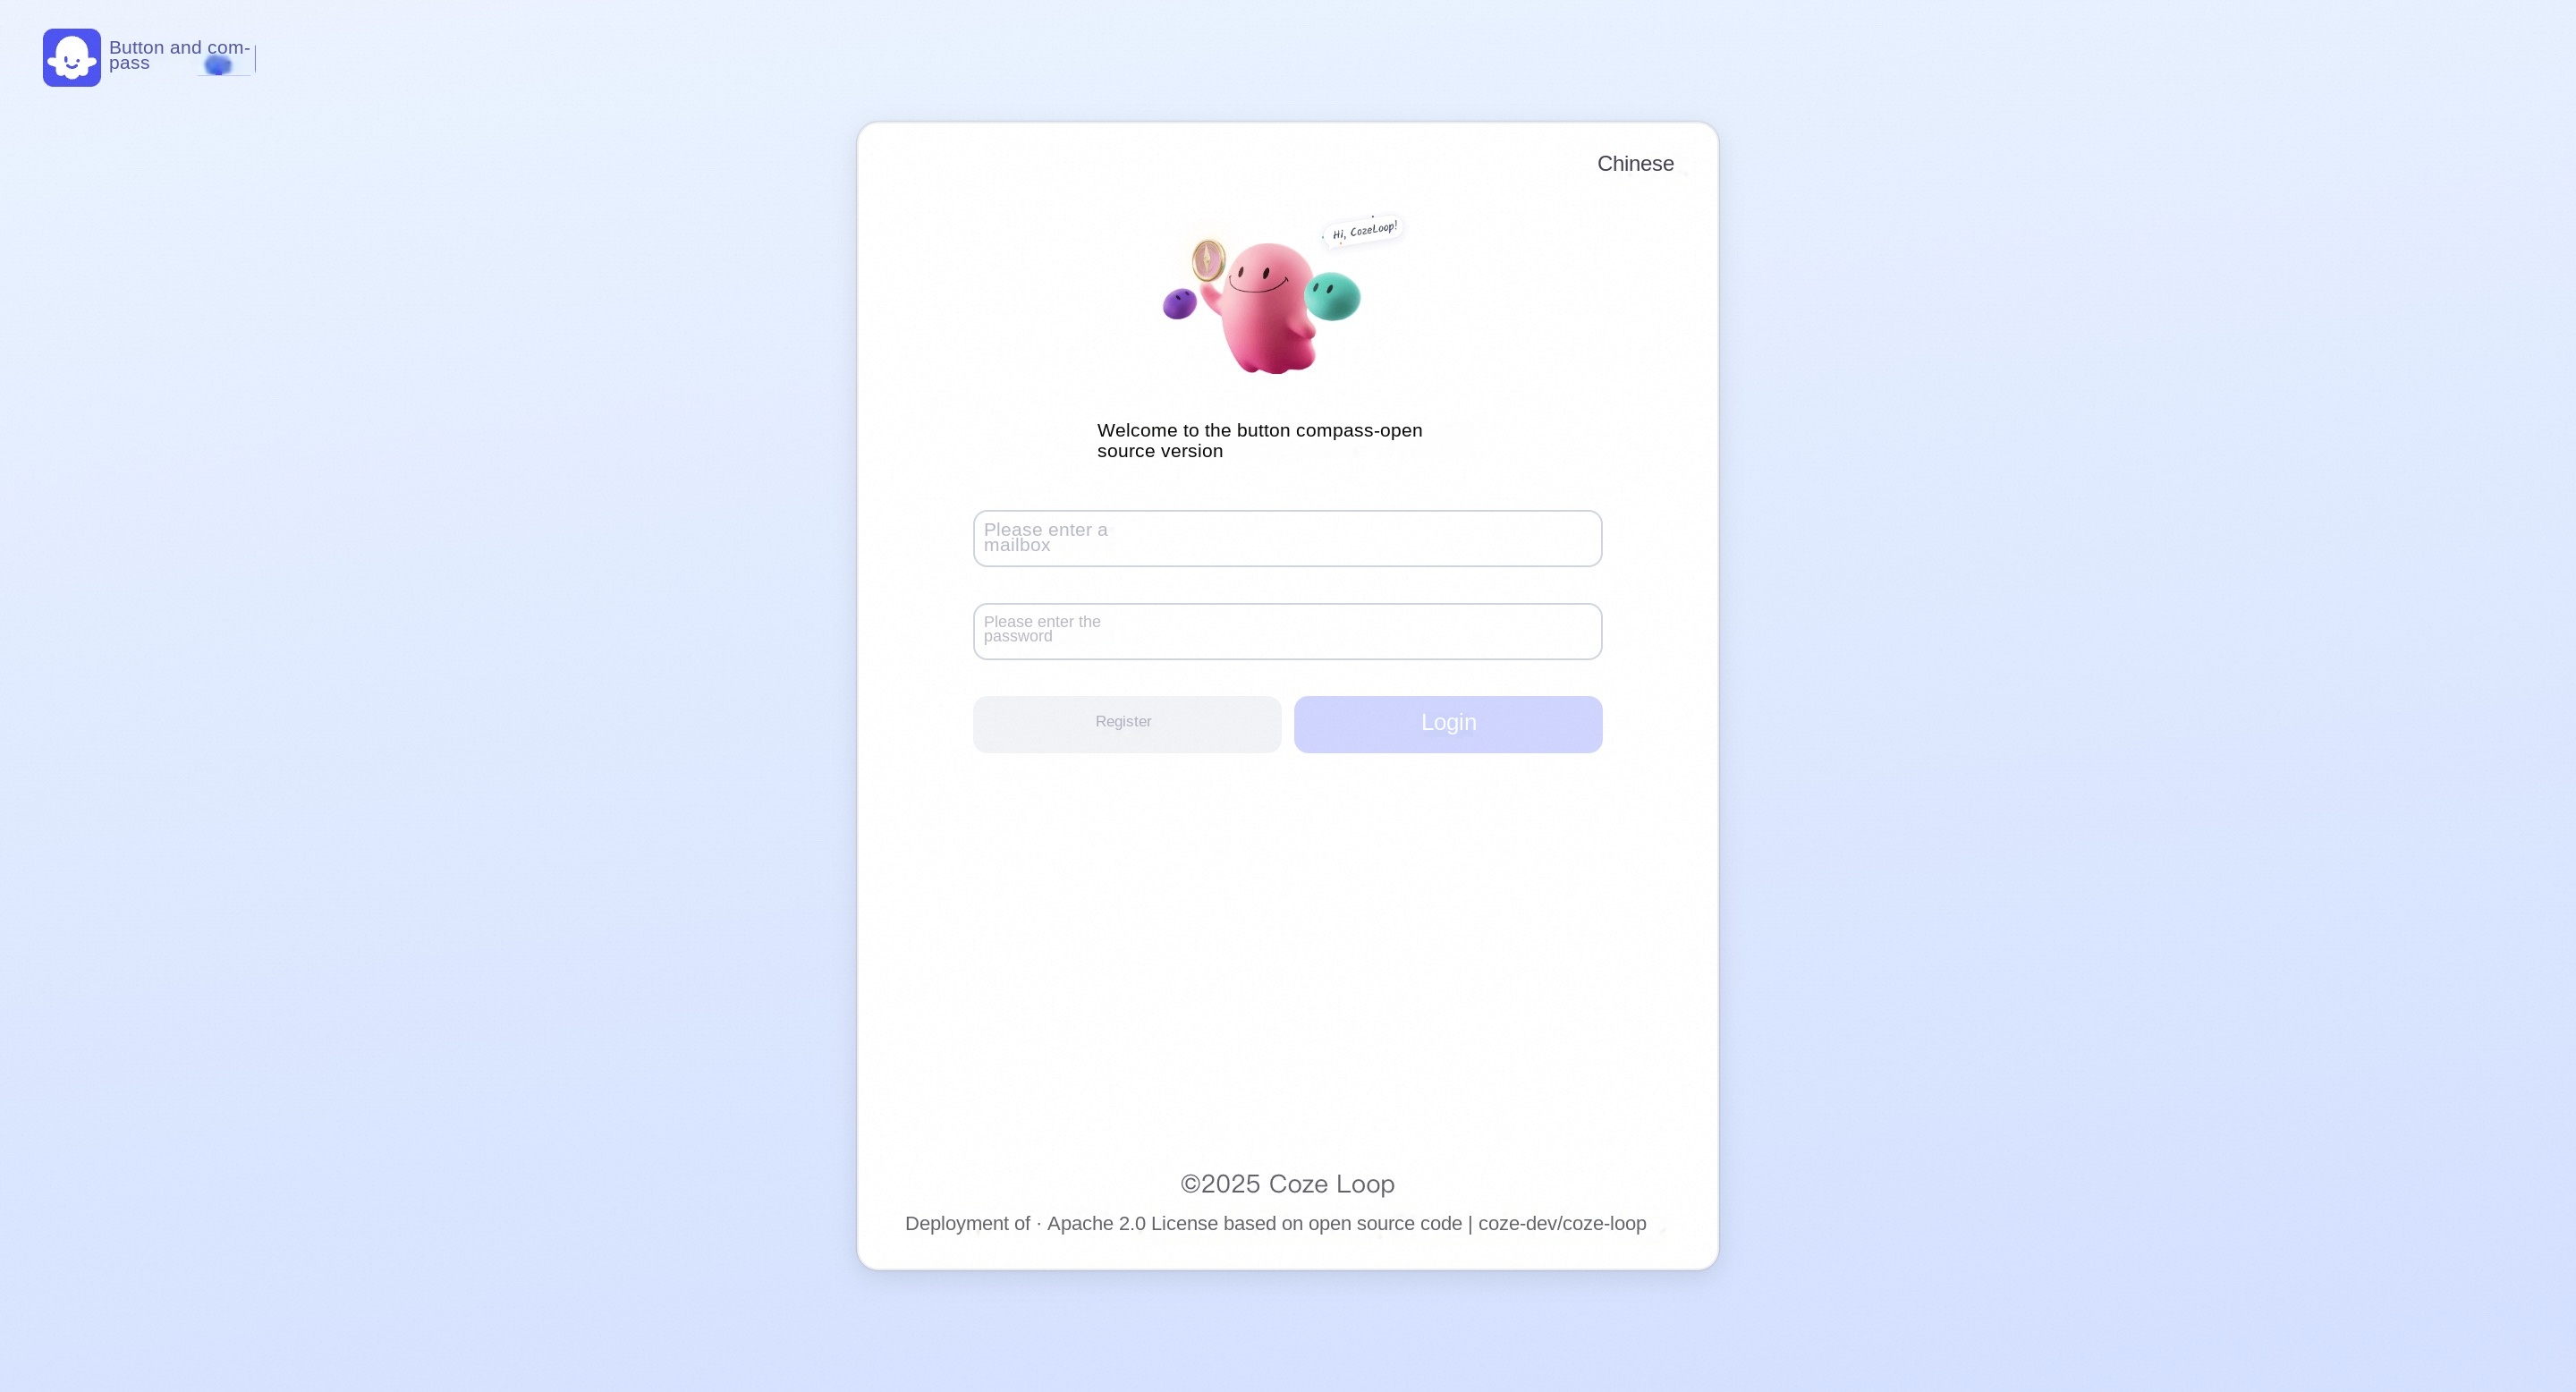 Button and com-
pass
Chinese
Hi, CozeLoop!
Welcome to the button compass-open
source version
Please enter a
mailbox
Please enter the
password
Register
Login
©2025 Coze Loop
Deployment of · Apache 2.0 License based on open source code | coze-dev/coze-loop